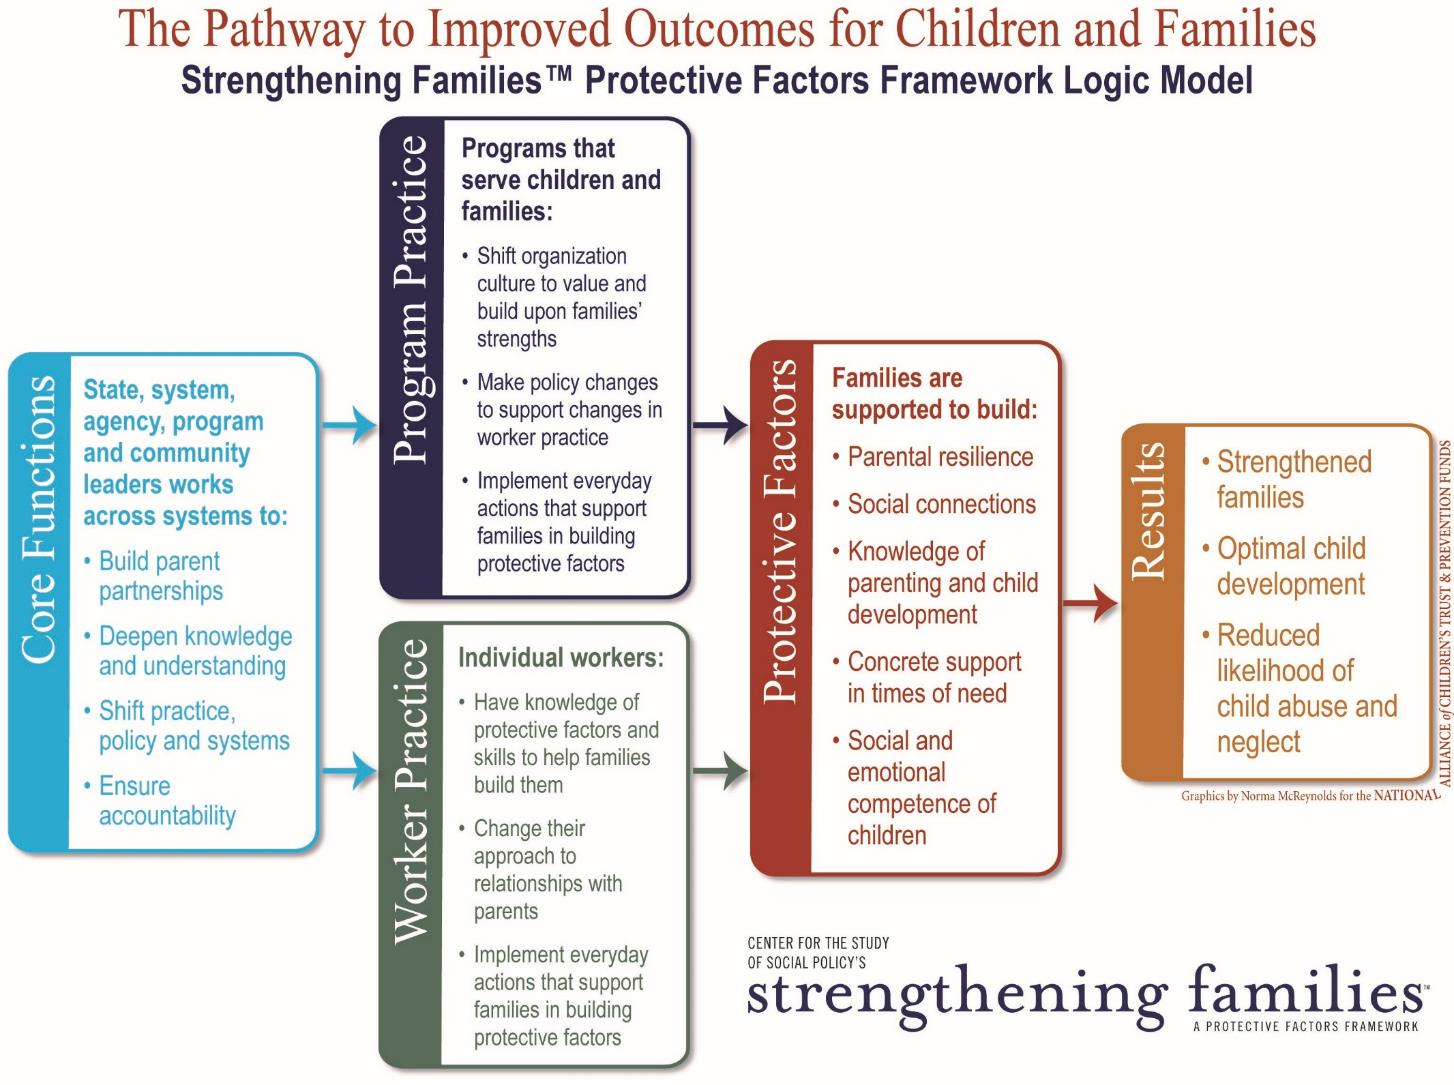 The Pathway to Improved Outcomes for Children and Families
Strengthening Families™ Protective Factors Framework Logic Model
Core Functions
State, system,
agency, program
and community
leaders works
across systems to:
• Build parent
partnerships
• Deepen knowledge
and understanding
• Shift practice,
policy and systems
• Ensure
accountability
Program Practice
Programs that
serve children and
families:
• Shift organization
culture to value and
build upon families’
strengths
• Make policy changes
to support changes in
worker practice
• Implement everyday
actions that support
families in building
protective factors
Worker Practice
Individual workers:
• Have knowledge of
protective factors and
skills to help families
build them
• Change their
approach to
relationships with
parents
• Implement everyday
actions that support
families in building
protective factors
Protective Factors
Families are
supported to build:
• Parental resilience
• Social connections
• Knowledge of
parenting and child
development
• Concrete support
in times of need
• Social and
emotional
competence of
children
Results
• Strengthened
families
• Optimal child
development
• Reduced
likelihood of
child abuse and
neglect
Graphics by Norma McReynolds for the NATIONAL
ALLIANCE of CHILDREN'S TRUST & PREVENTION FUNDS
CENTER FOR THE STUDY
OF SOCIAL POLICY'S
strengthening families™
A PROTECTIVE FACTORS FRAMEWORK